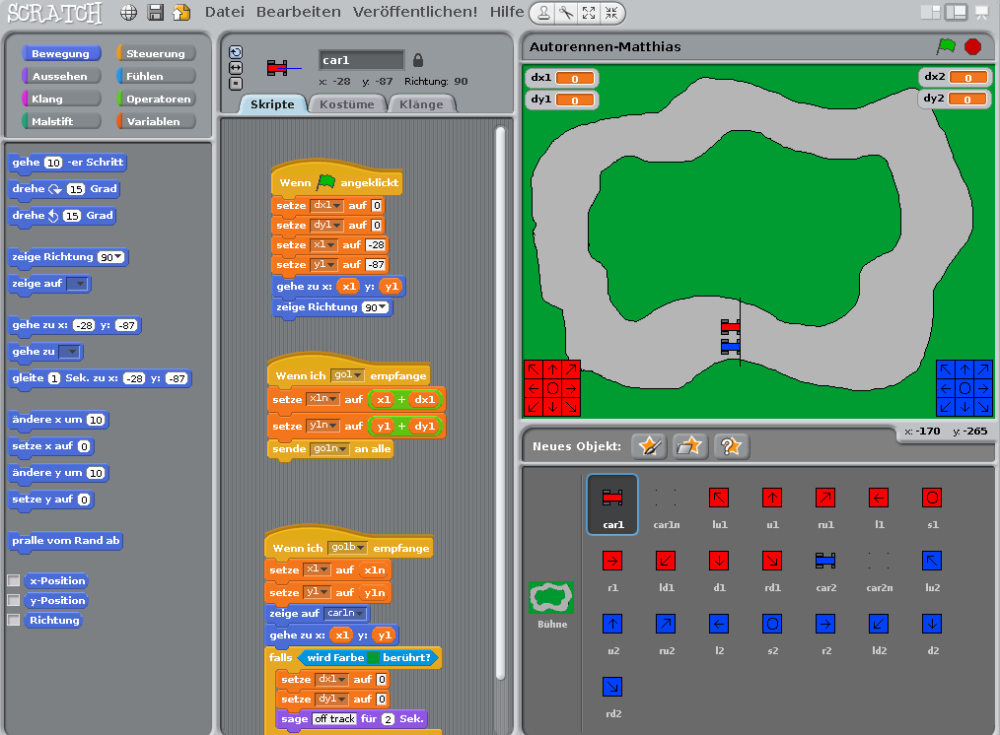 SCRATCH Datei Bearbeiten Veröffentlichen! Hilfe
Bewegung Steuerung
Aussehen Fühlen
Klang Operatoren
Malstift Variablen
gehe 10 -er Schritt
drehe 15 Grad
drehe 15 Grad
zeige Richtung 90
zeige auf
gehe zu x: -28 y: -87
gehe zu
gleite 1 Sek. zu x: -28 y: -87
ändere x um 10
setze x auf 0
ändere y um 10
setze y auf 0
pralle vom Rand ab
x-Position
y-Position
Richtung
car1
x: -28 y: -87 Richtung: 90
Skripte Kostüme Klänge
Wenn angeklickt
setze dx1 auf 0
setze dy1 auf 0
setze x1 auf -28
setze y1 auf -87
gehe zu x: x1 y: y1
zeige Richtung 90
Wenn ich go1 empfange
setze x1n auf x1 + dx1
setze y1n auf y1 + dy1
sende go1n an alle
Wenn ich go1b empfange
setze x1 auf x1n
setze y1 auf y1n
zeige auf car1n
gehe zu x: x1 y: y1
falls wird Farbe berührt?
setze dx1 auf 0
setze dy1 auf 0
sage off track für 2 Sek.
Autorennen-Matthias
dx1 0 dx2 0
dy1 0 dy2 0
x: -170 y: -265
Neues Objekt:
car1 car1n lu1 u1 ru1 l1 s1
r1 ld1 d1 rd1 car2 car2n lu2
Bühne
u2 ru2 l2 s2 r2 ld2 d2
rd2